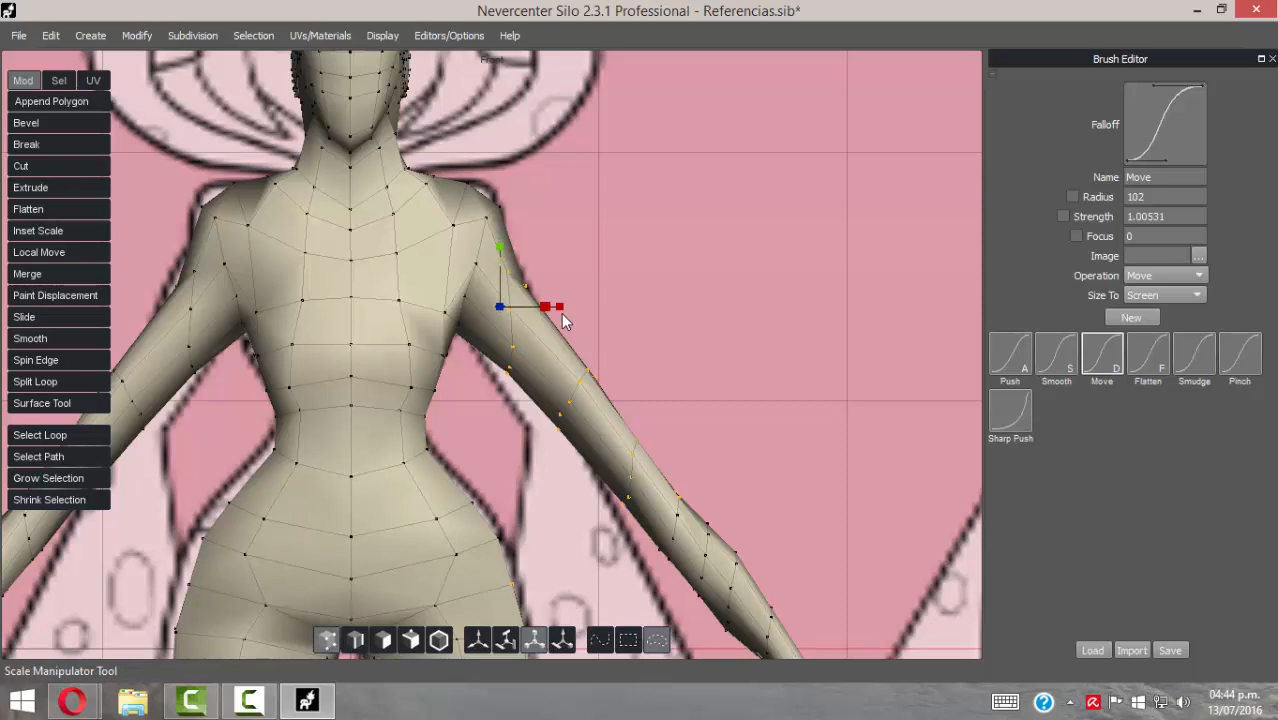 Nevercenter Silo 2.3.1 Professional - Referencias.sib*
File Edit Create Modify Subdivision Selection UVs/Materials Display Editors/Options Help
Front
Brush Editor
Mod Sel UV
Append Polygon
Bevel
Break
Cut
Extrude
Flatten
Inset Scale
Local Move
Merge
Paint Displacement
Slide
Smooth
Spin Edge
Split Loop
Surface Tool
Select Loop
Select Path
Grow Selection
Shrink Selection
Falloff
Name Move
Radius 102
Strength 1.00531
Focus 0
Image ...
Operation Move
Size To Screen
New
A S D F
Push Smooth Move Flatten Smudge Pinch
Sharp Push
Load Import Save
Scale Manipulator Tool
04:44 p.m.
13/07/2016